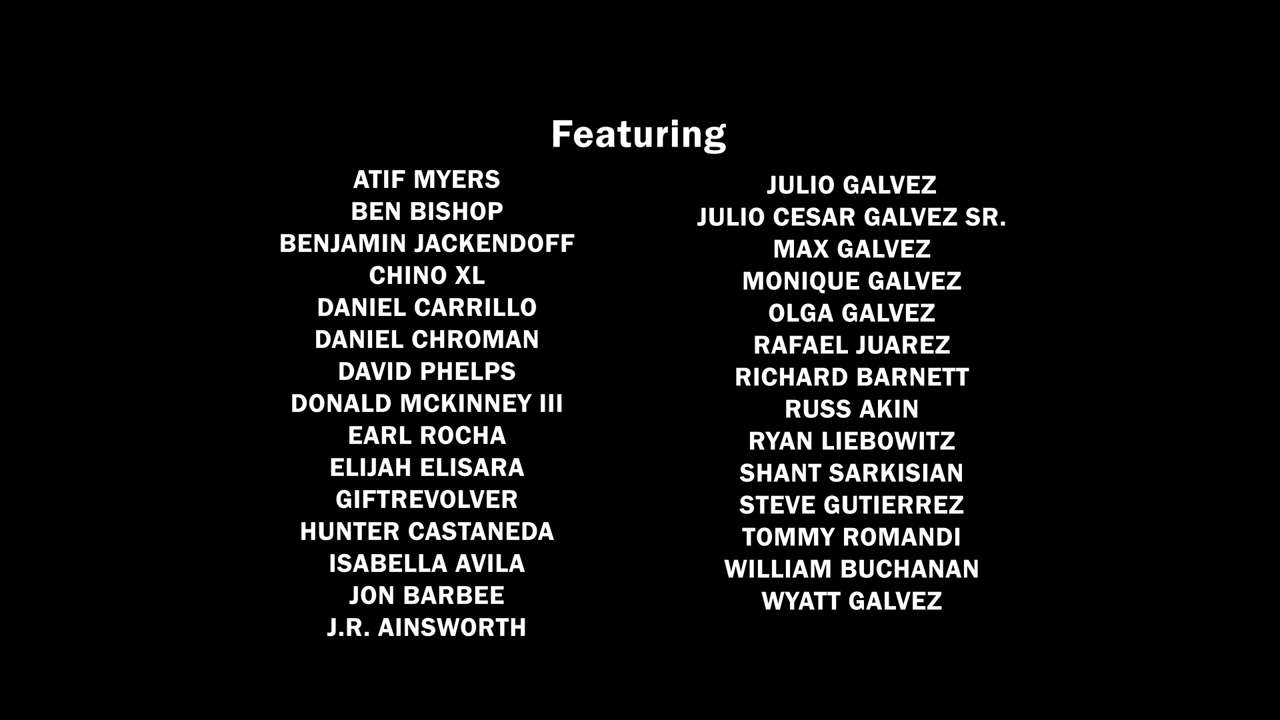 Featuring
ATIF MYERS
BEN BISHOP
BENJAMIN JACKENDOFF
CHINO XL
DANIEL CARRILLO
DANIEL CHROMAN
DAVID PHELPS
DONALD MCKINNEY III
EARL ROCHA
ELIJAH ELISARA
GIFTREVOLVER
HUNTER CASTANEDA
ISABELLA AVILA
JON BARBEE
J.R. AINSWORTH
JULIO GALVEZ
JULIO CESAR GALVEZ SR.
MAX GALVEZ
MONIQUE GALVEZ
OLGA GALVEZ
RAFAEL JUAREZ
RICHARD BARNETT
RUSS AKIN
RYAN LIEBOWITZ
SHANT SARKISIAN
STEVE GUTIERREZ
TOMMY ROMANDI
WILLIAM BUCHANAN
WYATT GALVEZ